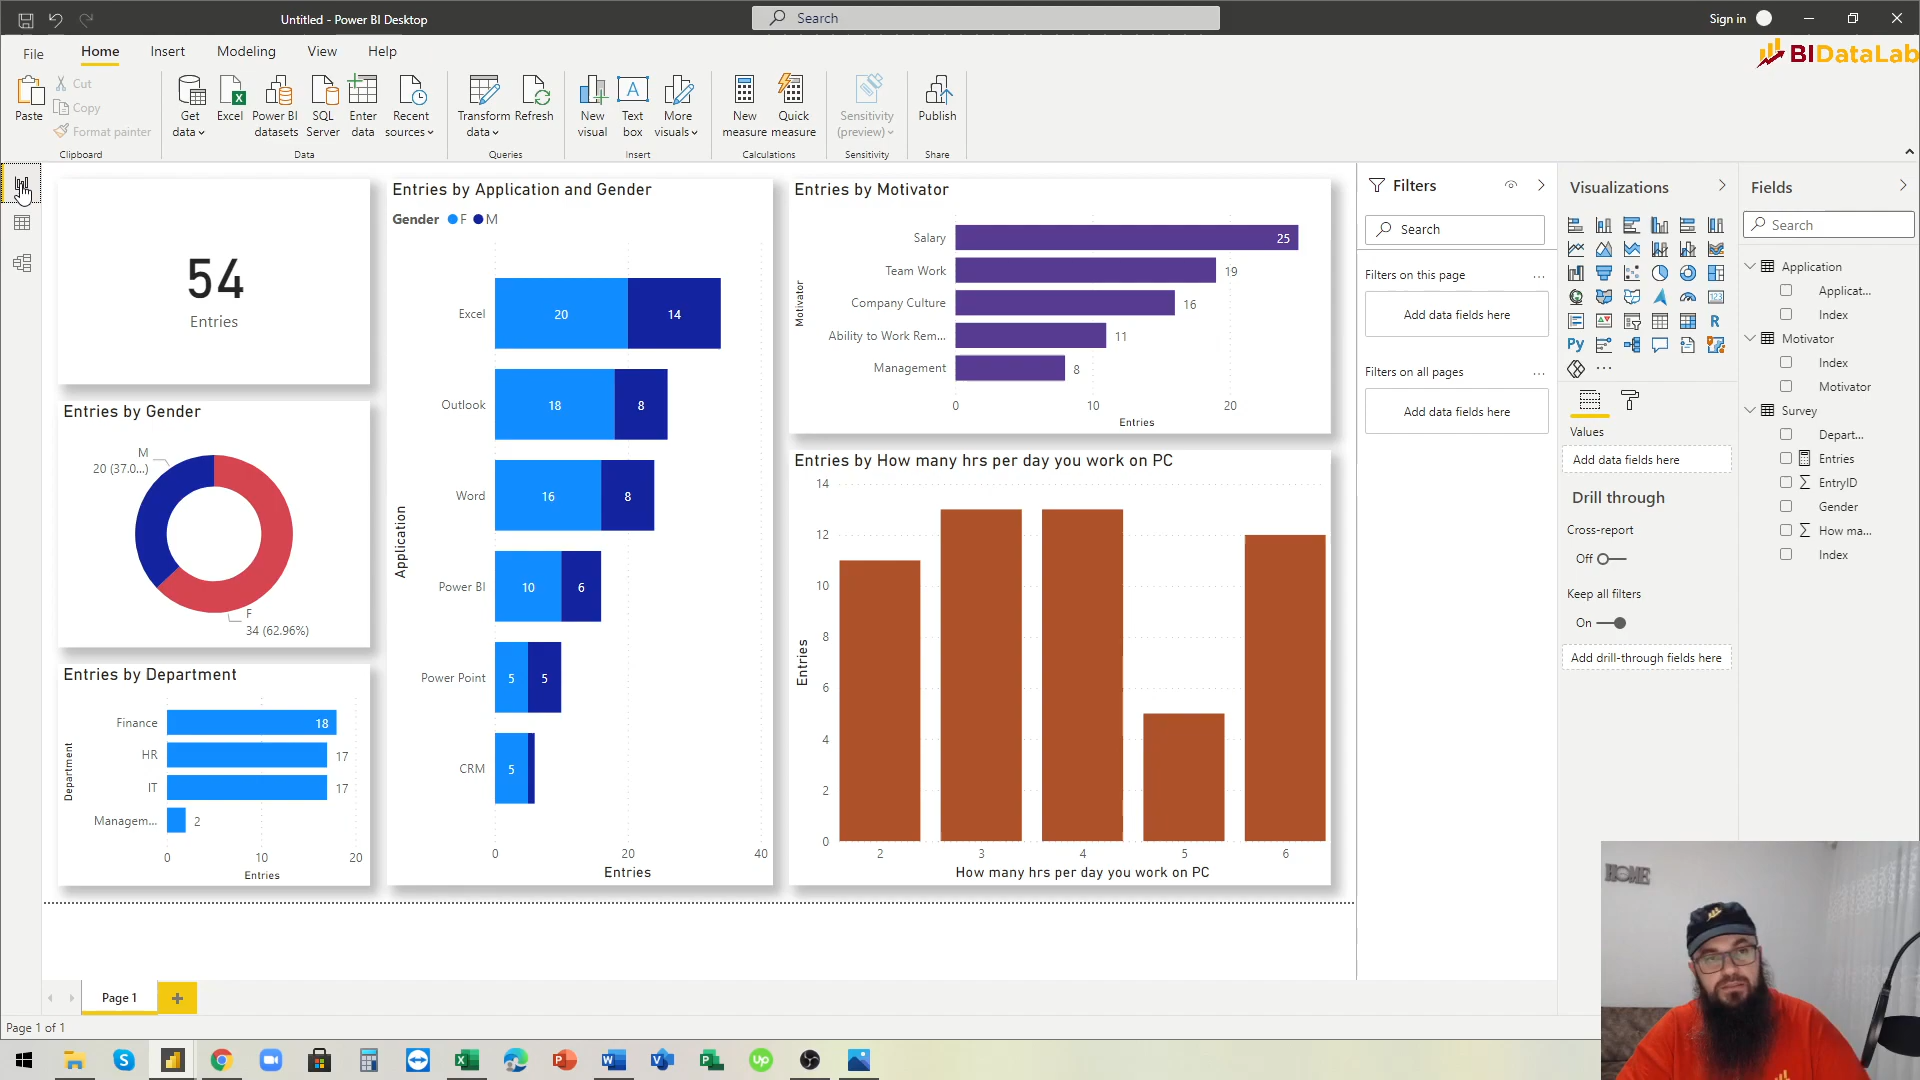 Untitled - Power BI Desktop
Search
Sign in
File
Home
Insert
Modeling
View
Help
BIDataLab
Paste
Cut
Copy
Format painter
Clipboard
Get data
Excel
Power BI datasets
SQL Server
Enter data
Recent sources
Data
Transform data
Refresh
Queries
New visual
Text box
More visuals
Insert
New measure
Quick measure
Calculations
Sensitivity (preview)
Sensitivity
Publish
Share
54
Entries
Entries by Gender
M
20 (37.0...)
F
34 (62.96%)
Entries by Department
Department
Finance
18
HR
17
IT
17
Managem...
2
0
10
20
Entries
Entries by Application and Gender
Gender F M
Application
Excel
20
14
Outlook
18
8
Word
16
8
Power BI
10
6
Power Point
5
5
CRM
5
0
20
40
Entries
Entries by Motivator
Motivator
Salary
25
Team Work
19
Company Culture
16
Ability to Work Rem...
11
Management
8
0
10
20
Entries
Entries by How many hrs per day you work on PC
Entries
14
12
10
8
6
4
2
0
2
3
4
5
6
How many hrs per day you work on PC
Filters
Search
Filters on this page
...
Add data fields here
Filters on all pages
...
Add data fields here
Visualizations
R
Py
123
...
Values
Add data fields here
Drill through
Cross-report
Off
Keep all filters
On
Add drill-through fields here
Fields
Search
Application
Applicat...
Index
Motivator
Index
Motivator
Survey
Depart...
Entries
EntryID
Gender
How ma...
Index
Page 1
Page 1 of 1
HOME